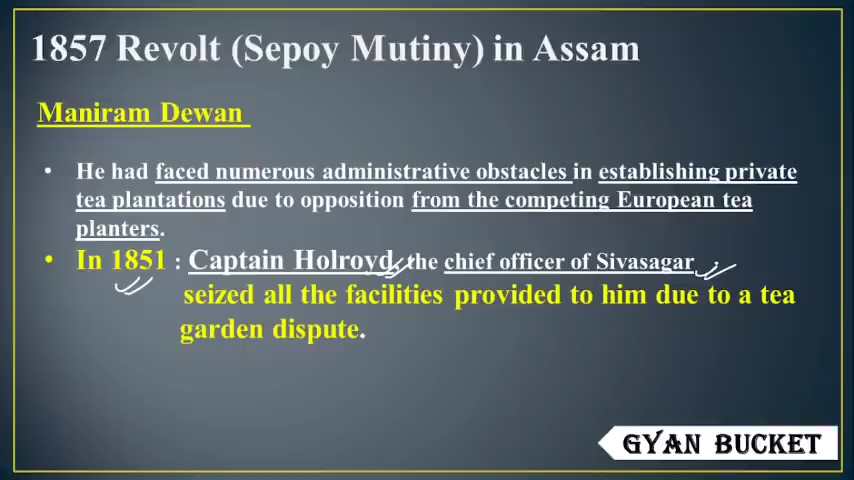 1857 Revolt (Sepoy Mutiny) in Assam
Maniram Dewan
• He had faced numerous administrative obstacles in establishing private
tea plantations due to opposition from the competing European tea
planters.
• In 1851 : Captain Holroyd, the chief officer of Sivasagar ,
seized all the facilities provided to him due to a tea
garden dispute.
GYAN BUCKET